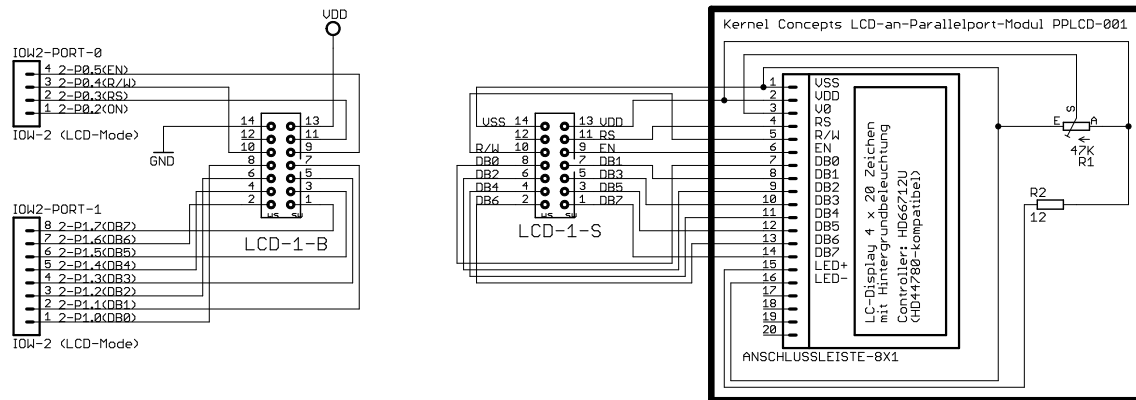 VDD
IOW2-PORT-0
4 2-P0.5(EN)
3 2-P0.4(R/W)
2 2-P0.3(RS)
1 2-P0.2(ON)
IOW-2 (LCD-Mode)
GND
14 13
12 11
10 9
8 7
6 5
4 3
2 1
WS SW
LCD-1-B
IOW2-PORT-1
8 2-P1.7(DB7)
7 2-P1.6(DB6)
6 2-P1.5(DB5)
5 2-P1.4(DB4)
4 2-P1.3(DB3)
3 2-P1.2(DB2)
2 2-P1.1(DB1)
1 2-P1.0(DB0)
IOW-2 (LCD-Mode)
VSS 14 13 VDD
12 11 RS
R/W 10 9 EN
DB0 8 7 DB1
DB2 6 5 DB3
DB4 4 3 DB5
DB6 2 1 DB7
WS SW
LCD-1-S
Kernel Concepts LCD-an-Parallelport-Modul PPLCD-001
1 VSS
2 VDD
3 V0
4 RS
5 R/W
6 EN
7 DB0
8 DB1
9 DB2
10 DB3
11 DB4
12 DB5
13 DB6
14 DB7
15 LED+
16 LED-
17
18
19
20
LC-Display 4 x 20 Zeichen
mit Hintergrundbeleuchtung
Controller: HD66712U
(HD44780-kompatibel)
ANSCHLUSSLEISTE-8X1
E S A
47K
R1
R2
12